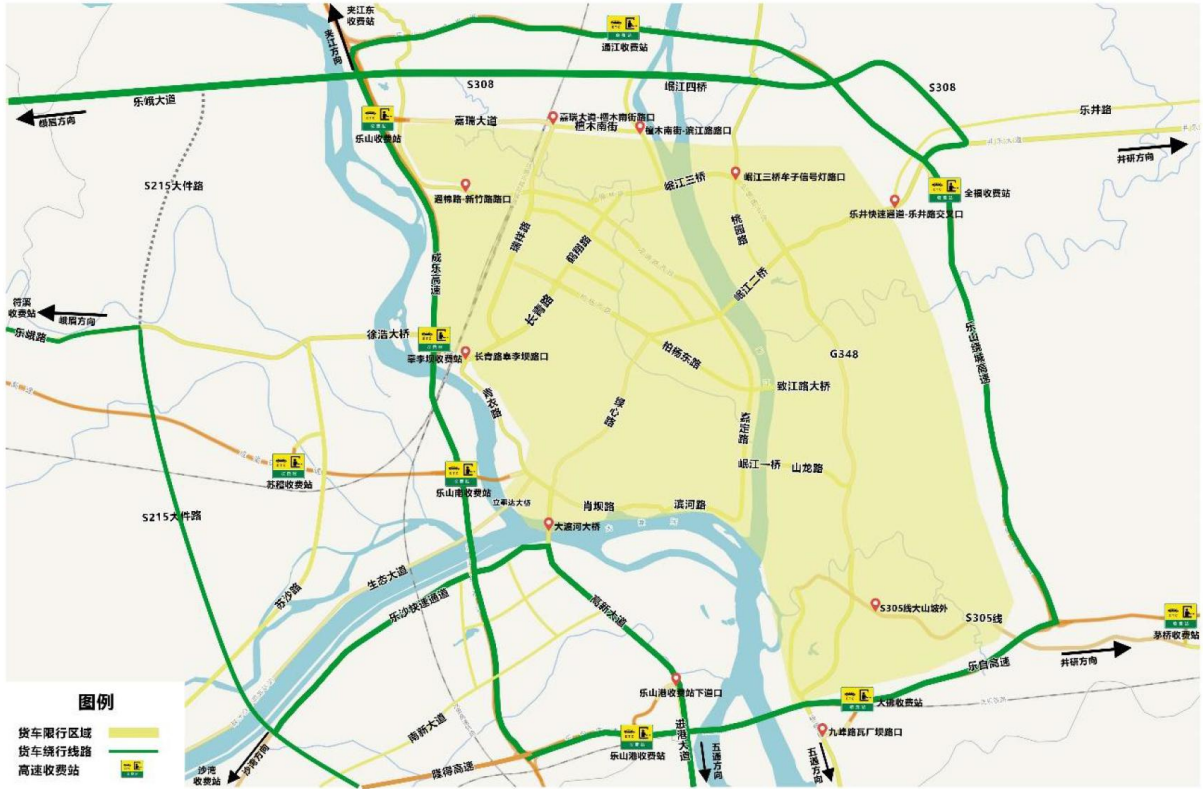 夹江东
收费站
夹江方向
通江收费站
S308
岷江四桥
S308
乐峨大道
峨眉方向
乐井路
井研方向
嘉瑞大道
嘉瑞大道-檀木南街路口
檀木南街
檀木南街-滨江路路口
乐山收费站
S215大件路
通棉路-新竹路路口
岷江三桥
岷江三桥牟子信号灯路口
全福收费站
乐井快速通道-乐井路交叉口
瑞祥路
鹤翔路
桃园路
成乐高速
岷江二桥
长青路
符溪
收费站
峨眉方向
乐峨路
徐浩大桥
辜李坝收费站
长青路辜李坝路口
柏杨东路
G348
乐山绕城高速
青衣路
绿心路
致江路大桥
嘉定路
苏稽收费站
乐山南收费站
岷江一桥
山龙路
立事达大桥
肖坝路
滨河路
S215大件路
大渡河大桥
生态大道
苏沙路
乐沙快速通道
高新大道
S305线大山坡外
S305线
茅桥收费站
井研方向
乐自高速
图例
货车限行区域
货车绕行线路
高速收费站
沙湾
收费站
沙湾方向
南新大道
隆得高速
乐山港收费站下道口
乐山港收费站
进港大道
五通方向
大佛收费站
九峰路瓦厂坝路口
五通方向